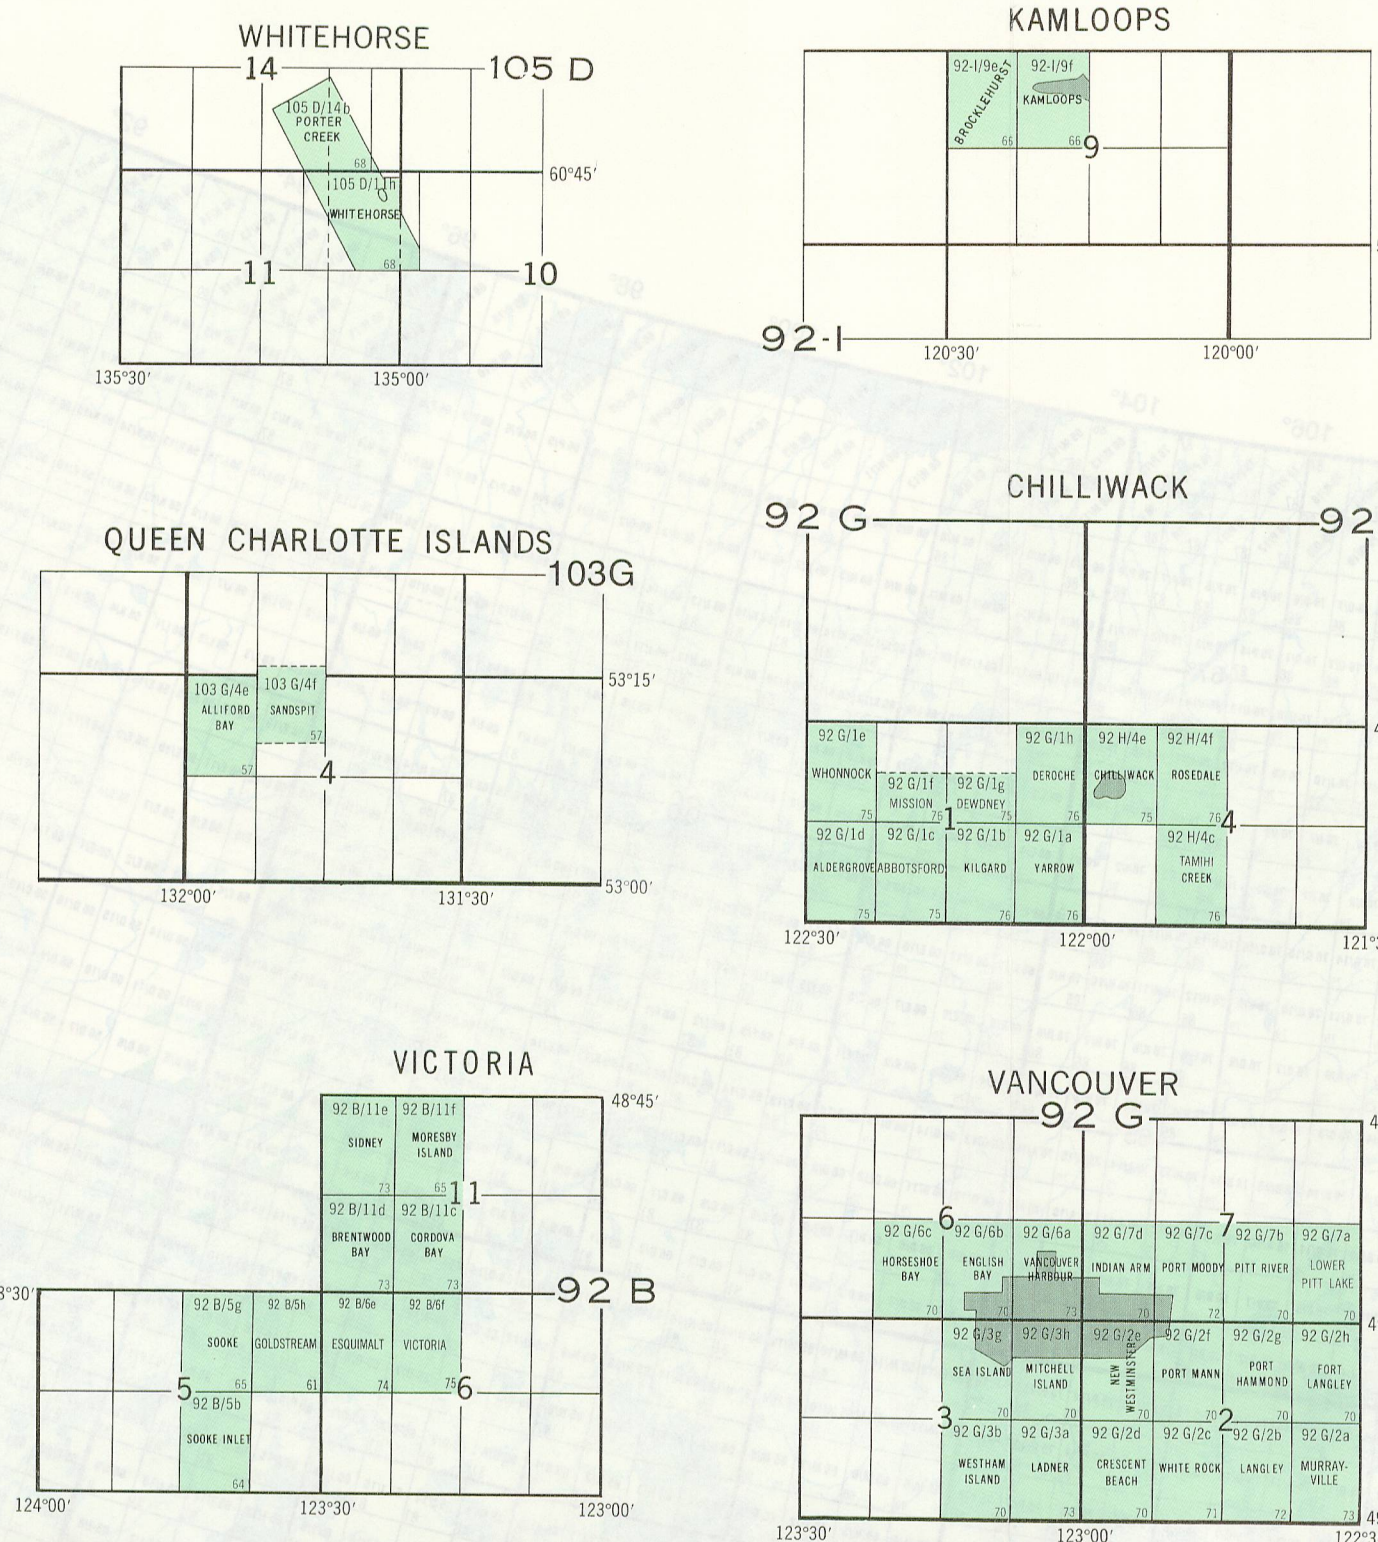 WHITEHORSE
14
105 D
105 D/14b
PORTER
CREEK
68
60°45′
105 D/11h
WHITEHORSE
68
11
10
135°30′
135°00′
KAMLOOPS
92-I/9e
92-I/9f
BROCKLEHURST
KAMLOOPS
65
66
9
92-I
120°30′
120°00′
QUEEN CHARLOTTE ISLANDS
103G
103 G/4e
103 G/4f
53°15′
ALLIFORD
BAY
SANDSPIT
57
57
4
53°00′
132°00′
131°30′
CHILLIWACK
92 G
92
92 G/1e
92 G/1h
92 H/4e
92 H/4f
WHONNOCK
DEROCHE
CHILLIWACK
ROSEDALE
92 G/1f
92 G/1g
MISSION
DEWDNEY
75
76
1
75
76
75
76
4
92 G/1d
92 G/1c
92 G/1b
92 G/1a
92 H/4c
ALDERGROVE
ABBOTSFORD
KILGARD
YARROW
TAMIHI
CREEK
75
75
76
76
76
122°30′
122°00′
VICTORIA
92 B/11e
92 B/11f
48°45′
SIDNEY
MORESBY
ISLAND
73
65
11
92 B/11d
92 B/11c
BRENTWOOD
BAY
CORDOVA
BAY
73
73
92 B
8°30′
92 B/5g
92 B/5h
92 B/6e
92 B/6f
SOOKE
GOLDSTREAM
ESQUIMALT
VICTORIA
5
65
61
74
75
6
92 B/5b
SOOKE INLET
64
124°00′
123°30′
123°00′
VANCOUVER
92 G
6
7
92 G/6c
92 G/6b
92 G/6a
92 G/7d
92 G/7c
92 G/7b
92 G/7a
HORSESHOE
BAY
ENGLISH
BAY
VANCOUVER
HARBOUR
INDIAN ARM
PORT MOODY
PITT RIVER
LOWER
PITT LAKE
70
70
73
70
72
70
92 G/3g
92 G/3h
92 G/2e
92 G/2f
92 G/2g
92 G/2h
SEA ISLAND
MITCHELL
ISLAND
NEW
WESTMINSTER
PORT MANN
PORT
HAMMOND
FORT
LANGLEY
3
70
70
70
70
2
70
70
92 G/3b
92 G/3a
92 G/2d
92 G/2c
92 G/2b
92 G/2a
WESTHAM
ISLAND
LADNER
CRESCENT
BEACH
WHITE ROCK
LANGLEY
MURRAY-
VILLE
70
73
70
71
72
73
123°30′
123°00′